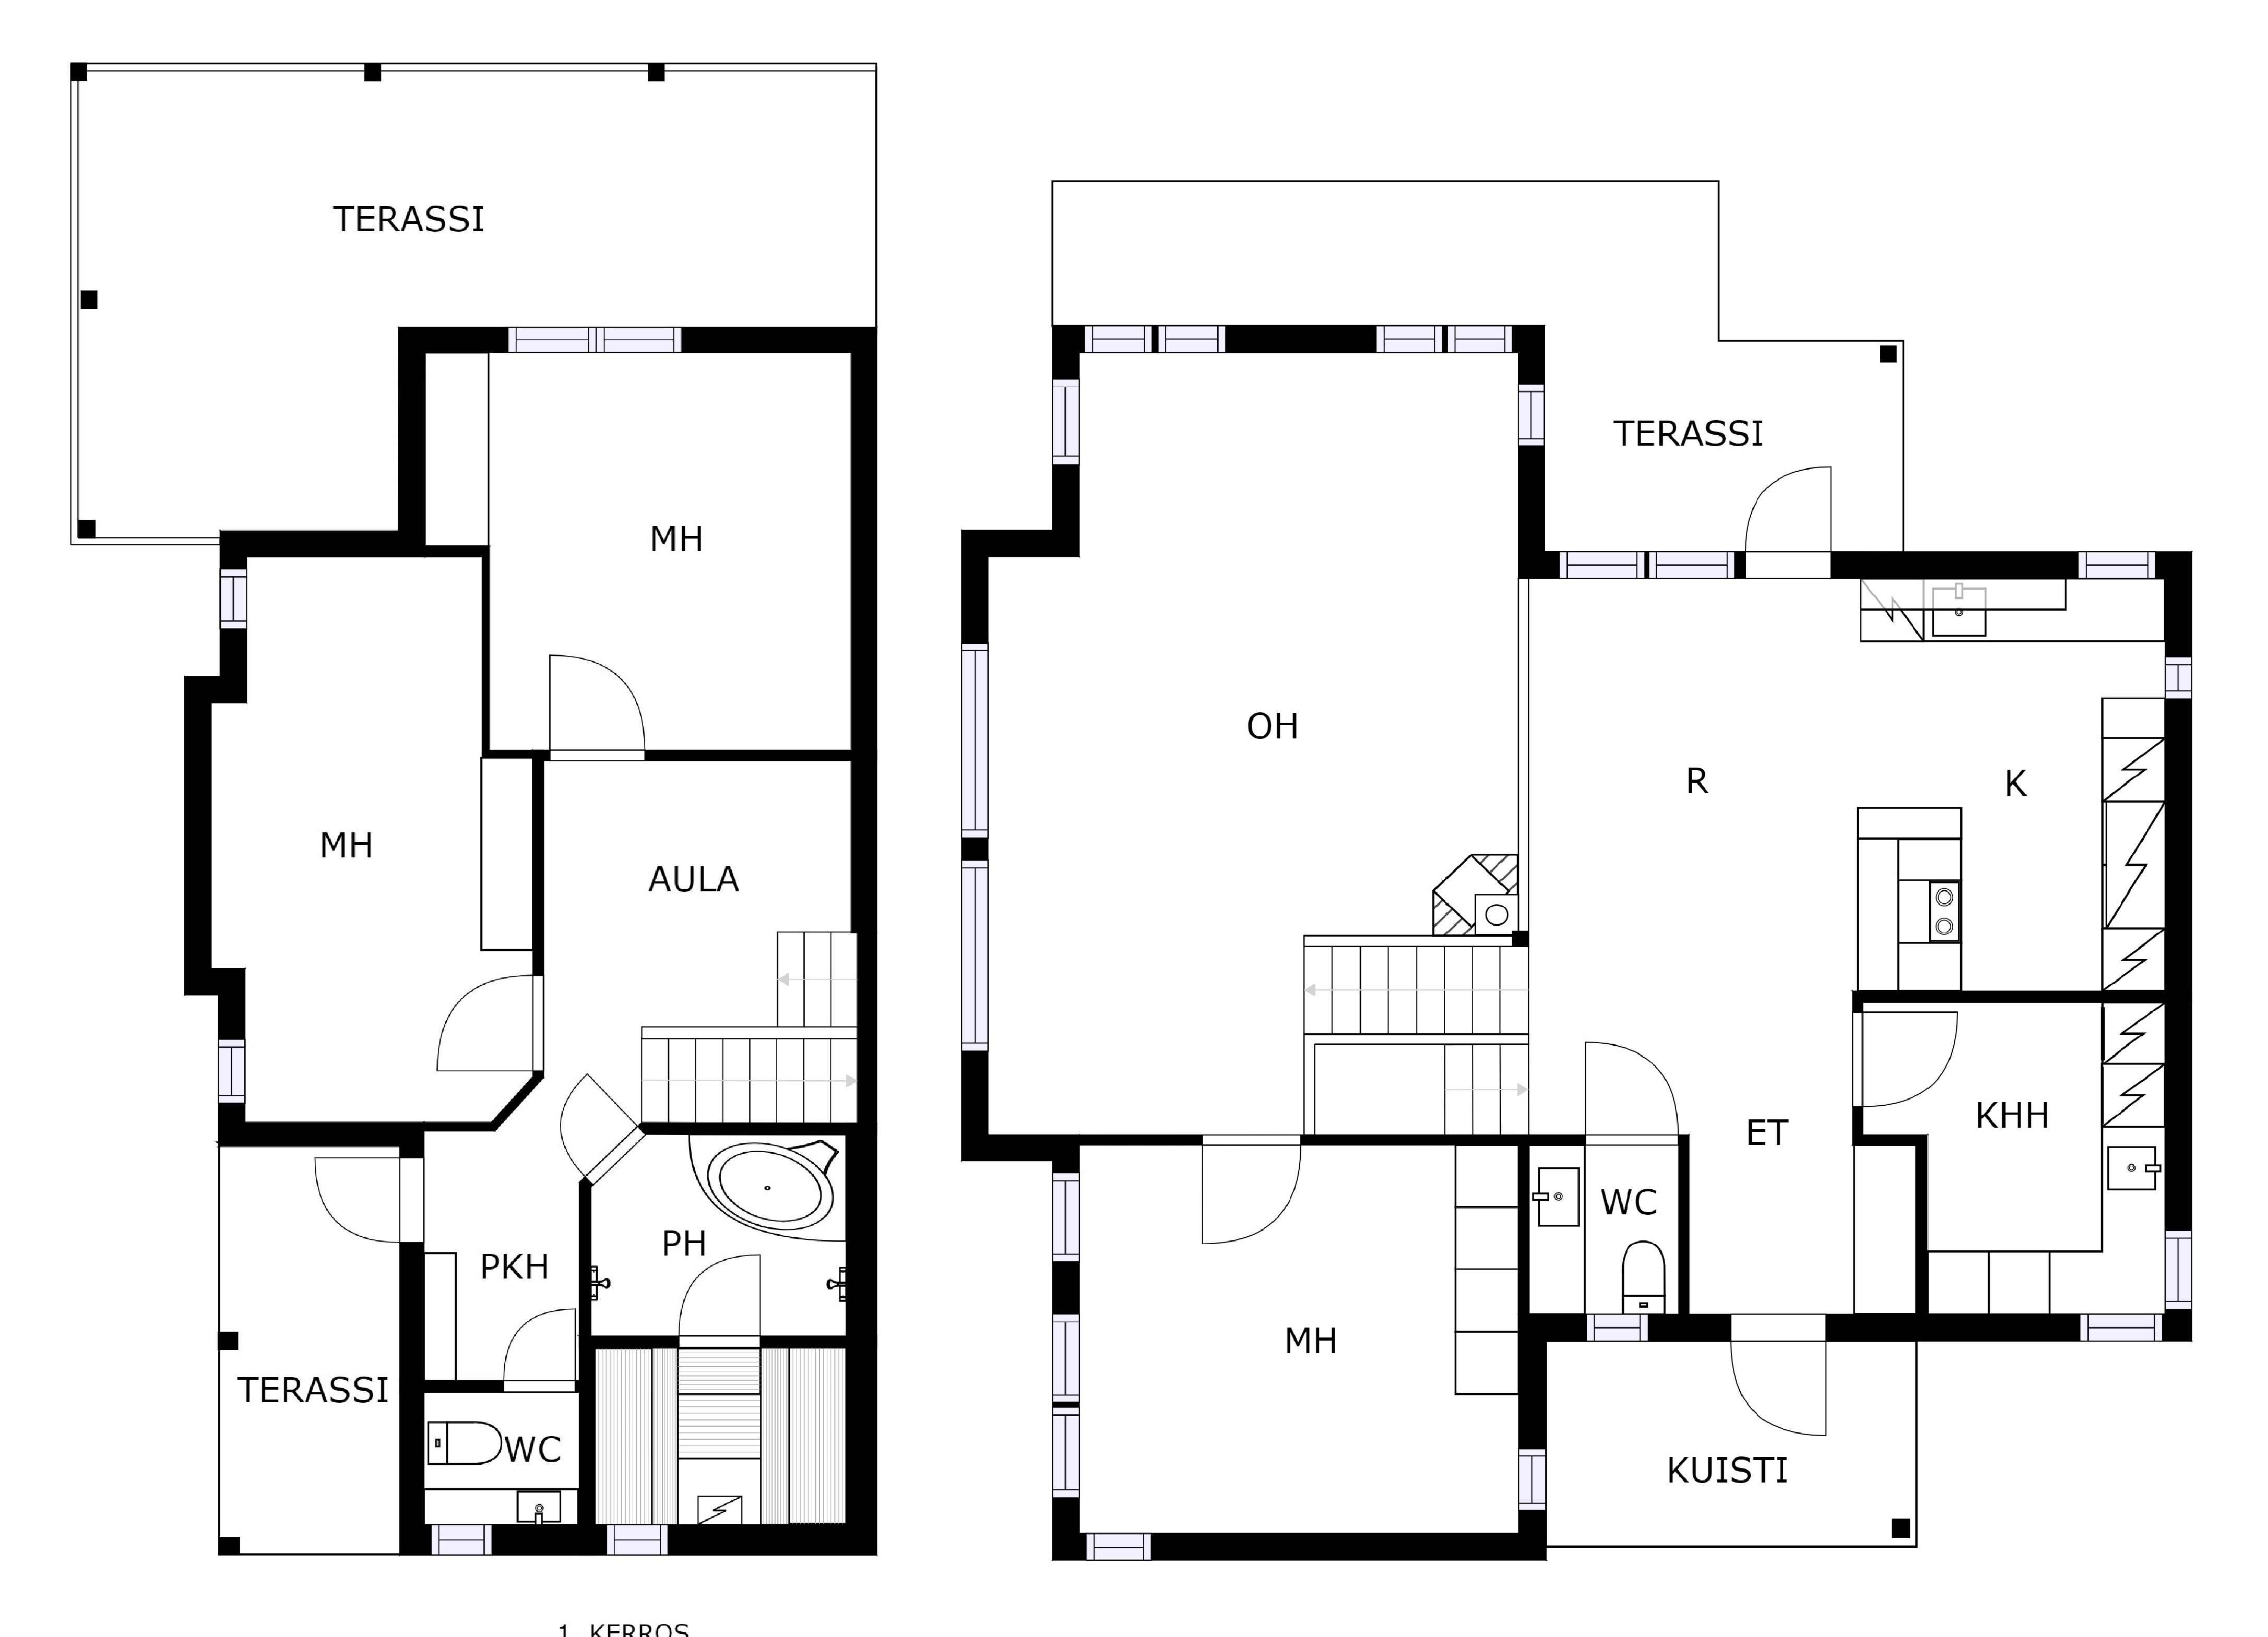 TERASSI
MH
MH
AULA
PKH
PH
TERASSI
WC
1. KERROS
TERASSI
OH
R
K
ET
KHH
WC
MH
KUISTI